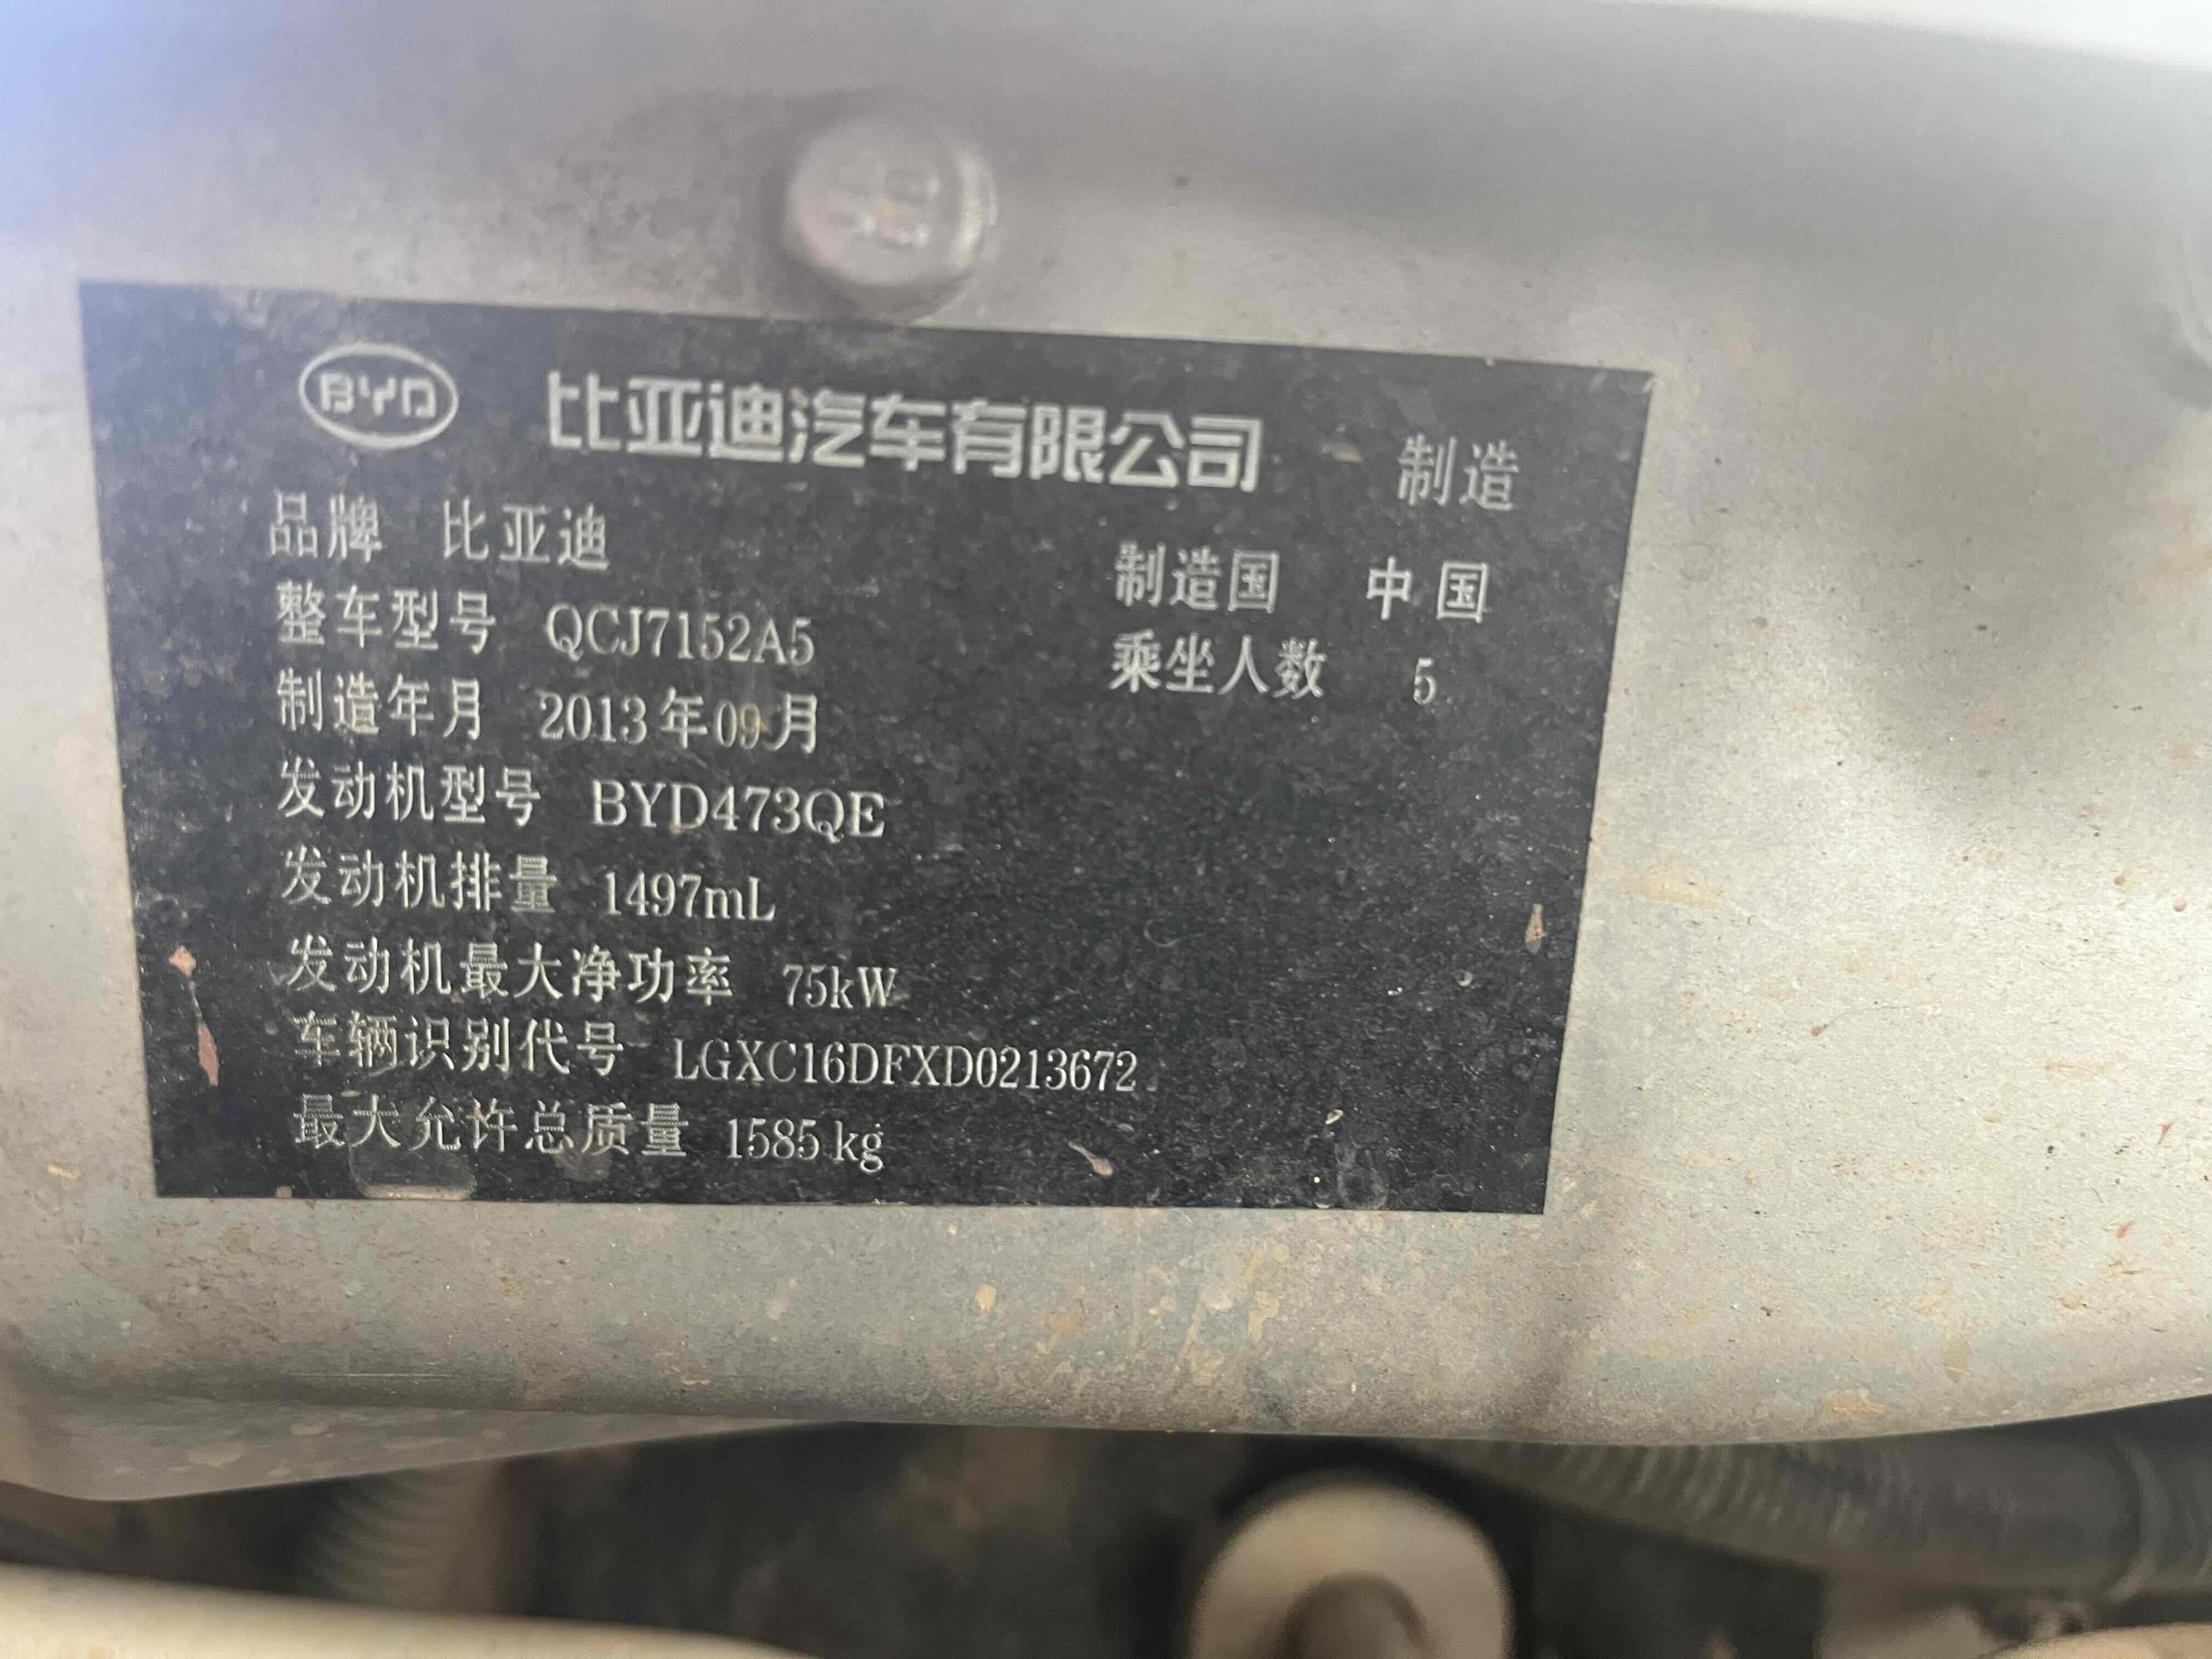 BYD 比亚迪汽车有限公司 制造
品牌 比亚迪 制造国 中国
整车型号 QCJ7152A5 乘坐人数 5
制造年月 2013年09月
发动机型号 BYD473QE
发动机排量 1497mL
发动机最大净功率 75kW
车辆识别代号 LGXC16DFXD0213672
最大允许总质量 1585kg